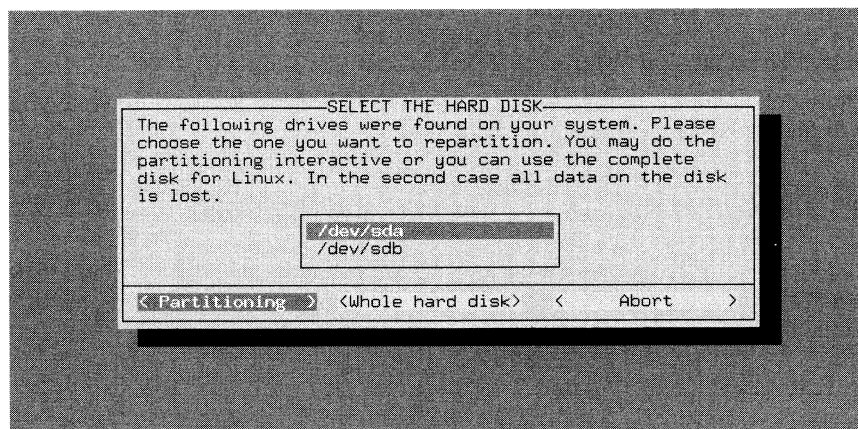 SELECT THE HARD DISK
The following drives were found on your system. Please
choose the one you want to repartition. You may do the
partitioning interactive or you can use the complete
disk for Linux. In the second case all data on the disk
is lost.
/dev/sda
/dev/sdb
< Partitioning > <Whole hard disk> < Abort >